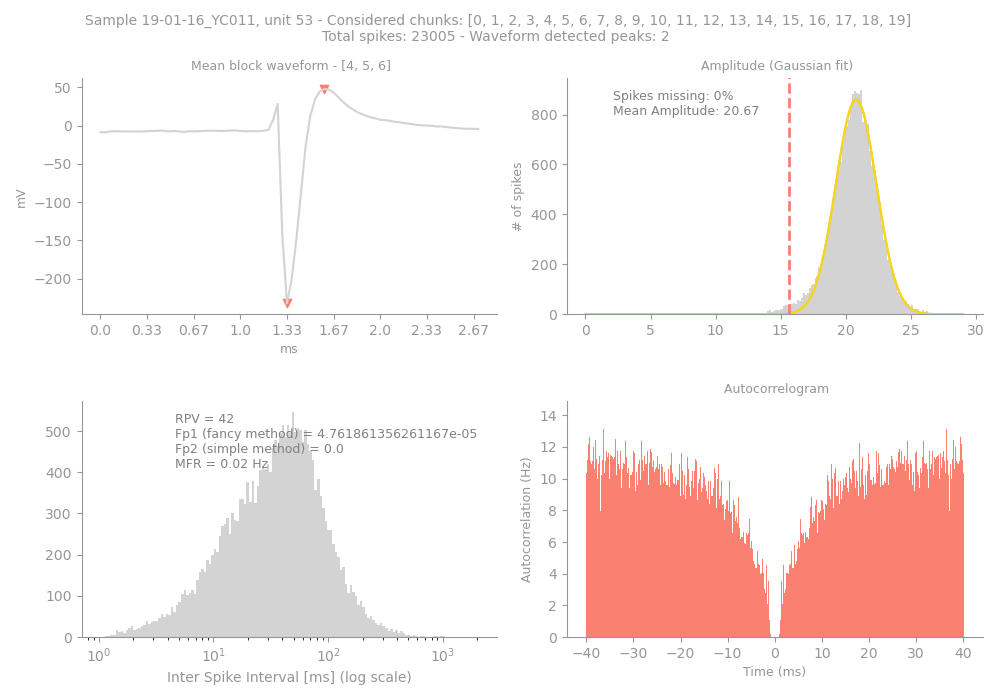 Sample 19-01-16_YC011, unit 53 - Considered chunks: [0, 1, 2, 3, 4, 5, 6, 7, 8, 9, 10, 11, 12, 13, 14, 15, 16, 17, 18, 19]
Total spikes: 23005 - Waveform detected peaks: 2
Mean block waveform - [4, 5, 6]
50
0
−50
−100
−150
−200
mV
0.0 0.33 0.67 1.0 1.33 1.67 2.0 2.33 2.67
ms
Amplitude (Gaussian fit)
Spikes missing: 0%
Mean Amplitude: 20.67
800
600
400
200
0
# of spikes
0 5 10 15 20 25 30
RPV = 42
Fp1 (fancy method) = 4.761861356261167e-05
Fp2 (simple method) = 0.0
MFR = 0.02 Hz
500
400
300
200
100
0
10⁰ 10¹ 10² 10³
Inter Spike Interval [ms] (log scale)
Autocorrelogram
14
12
10
8
6
4
2
0
Autocorrelation (Hz)
−40 −30 −20 −10 0 10 20 30 40
Time (ms)